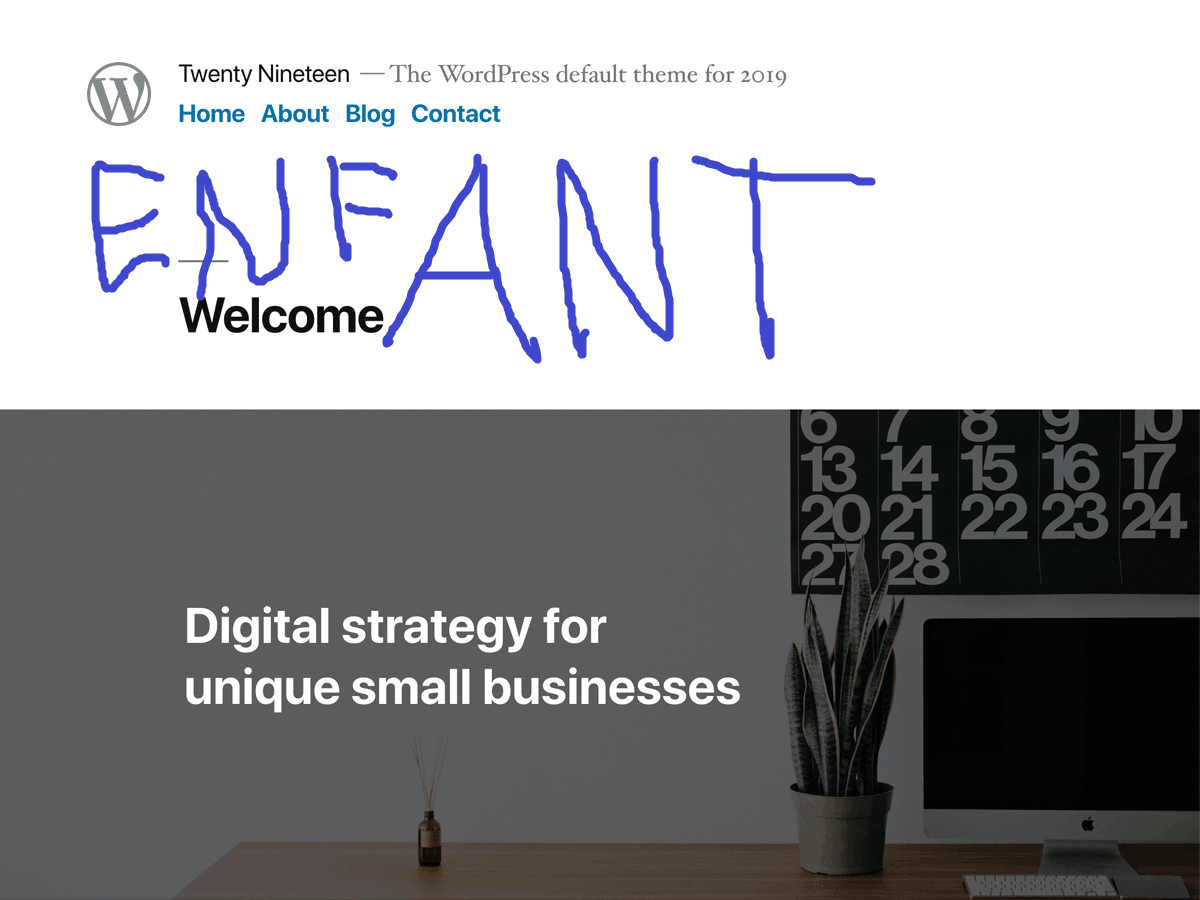 Twenty Nineteen — The WordPress default theme for 2019
Home About Blog Contact
ENFANT
Welcome
6 7 8 9 10
13 14 15 16 17
20 21 22 23 24
27 28
Digital strategy for
unique small businesses